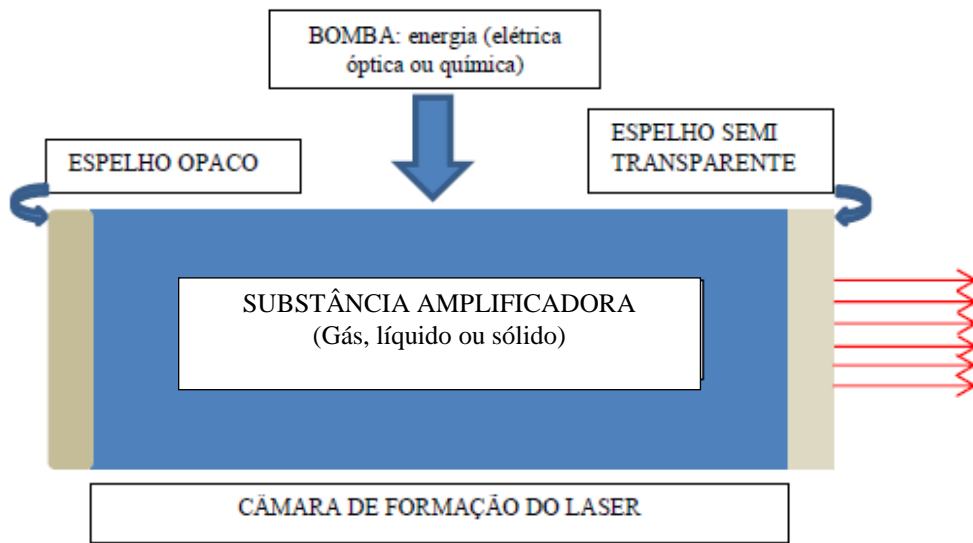 BOMBA: energia (elétrica
óptica ou química)
ESPELHO OPACO
ESPELHO SEMI
TRANSPARENTE
SUBSTÂNCIA AMPLIFICADORA
(Gás, líquido ou sólido)
CÂMARA DE FORMAÇÃO DO LASER